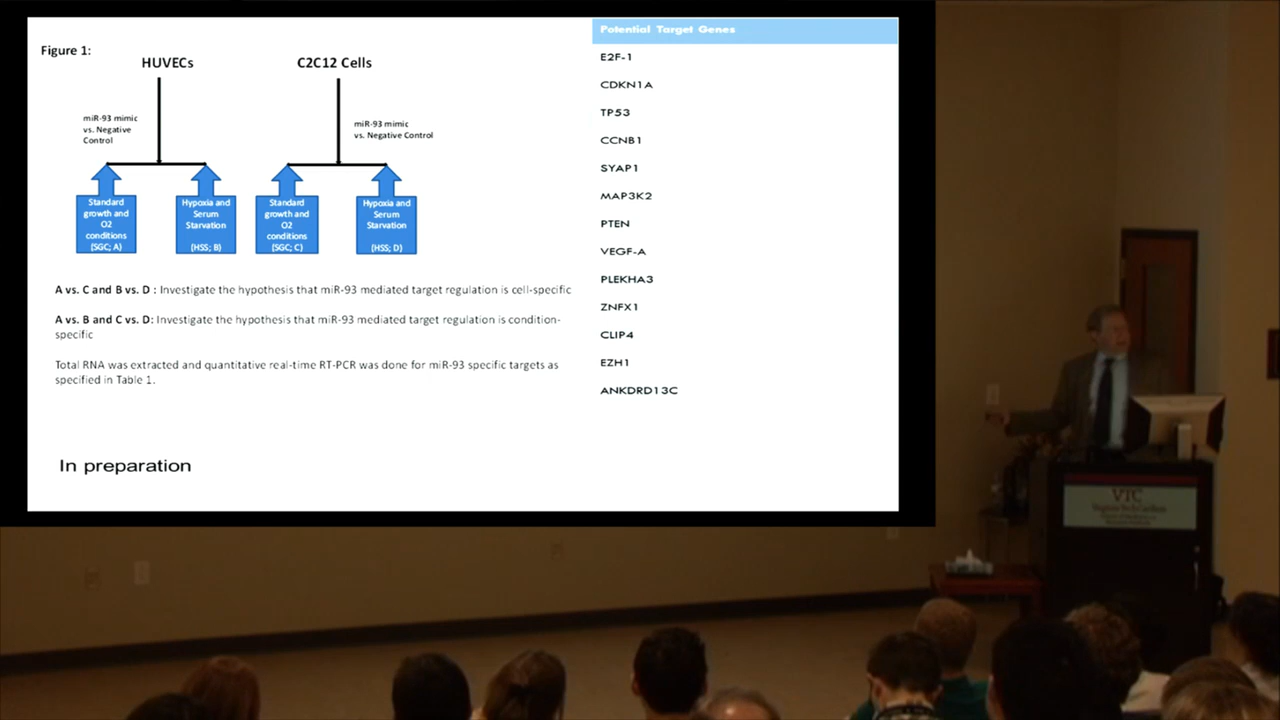 Figure 1:
HUVECs
C2C12 Cells
miR-93 mimic
vs. Negative
Control
miR-93 mimic
vs. Negative Control
Standard
growth and
O2
conditions
(SGC; A)
Hypoxia and
Serum
Starvation
(HSS; B)
Standard
growth and
O2
conditions
(SGC; C)
Hypoxia and
Serum
Starvation
(HSS; D)
A vs. C and B vs. D : Investigate the hypothesis that miR-93 mediated target regulation is cell-specific
A vs. B and C vs. D: Investigate the hypothesis that miR-93 mediated target regulation is condition-
specific
Total RNA was extracted and quantitative real-time RT-PCR was done for miR-93 specific targets as
specified in Table 1.
In preparation
Potential Target Genes
E2F-1
CDKN1A
TP53
CCNB1
SYAP1
MAP3K2
PTEN
VEGF-A
PLEKHA3
ZNFX1
CLIP4
EZH1
ANKDRD13C
VTC